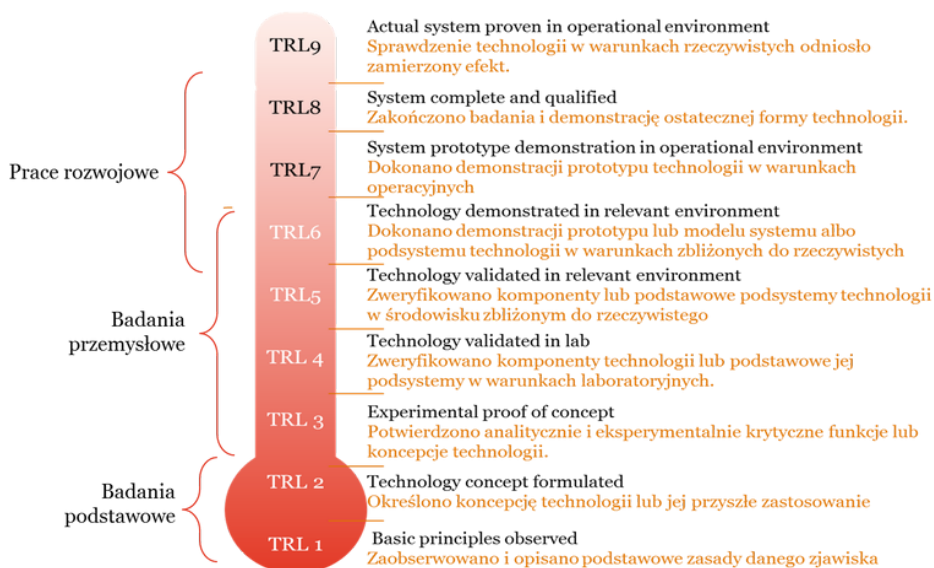 TRL9
Actual system proven in operational environment
Sprawdzenie technologii w warunkach rzeczywistych odniosło
zamierzony efekt.
Prace rozwojowe
TRL8
System complete and qualified
Zakończono badania i demonstrację ostatecznej formy technologii.
TRL7
System prototype demonstration in operational environment
Dokonano demonstracji prototypu technologii w warunkach
operacyjnych
TRL6
Technology demonstrated in relevant environment
Dokonano demonstracji prototypu lub modelu systemu albo
podsystemu technologii w warunkach zbliżonych do rzeczywistych
Badania
przemysłowe
TRL5
Technology validated in relevant environment
Zweryfikowano komponenty lub podstawowe podsystemy technologii
w środowisku zbliżonym do rzeczywistego
TRL 4
Technology validated in lab
Zweryfikowano komponenty technologii lub podstawowe jej
podsystemy w warunkach laboratoryjnych.
TRL 3
Experimental proof of concept
Potwierdzono analitycznie i eksperymentalnie krytyczne funkcje lub
koncepcje technologii.
Badania
podstawowe
TRL 2
Technology concept formulated
Określono koncepcję technologii lub jej przyszłe zastosowanie
TRL 1
Basic principles observed
Zaobserwowano i opisano podstawowe zasady danego zjawiska